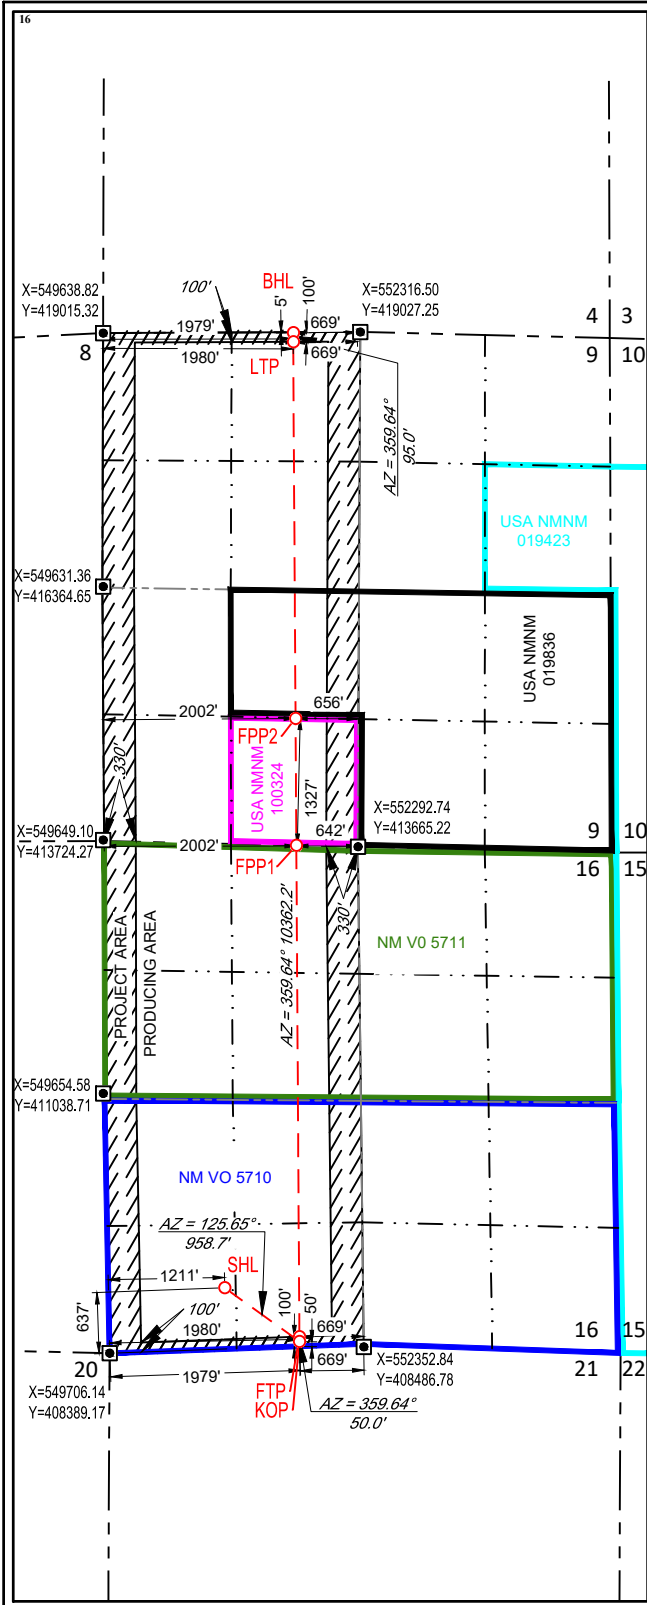 16
X=549638.82
Y=419015.32
100'
BHL
5'
100'
X=552316.50
Y=419027.25
1979'
669'
4 3
8
1980'
LTP
669'
9 10
AZ = 359.64°
95.0'
USA NMNM
019423
X=549631.36
Y=416364.65
USA NMNM
019836
656'
2002'
FPP2
330'
USA NMNM
100324
1327'
X=552292.74
Y=413665.22
X=549649.10
Y=413724.27
642'
9 10
2002'
FPP1
16 15
330'
NM V0 5711
PROJECT AREA
PRODUCING AREA
AZ = 359.64° 10362.2'
X=549654.58
Y=411038.71
NM VO 5710
AZ = 125.65°
958.7'
SHL
1211'
637'
100'
100'
50'
1980'
669'
16 15
20
1979'
669'
X=552352.84
Y=408486.78
21 22
X=549706.14
Y=408389.17
FTP
KOP
AZ = 359.64°
50.0'